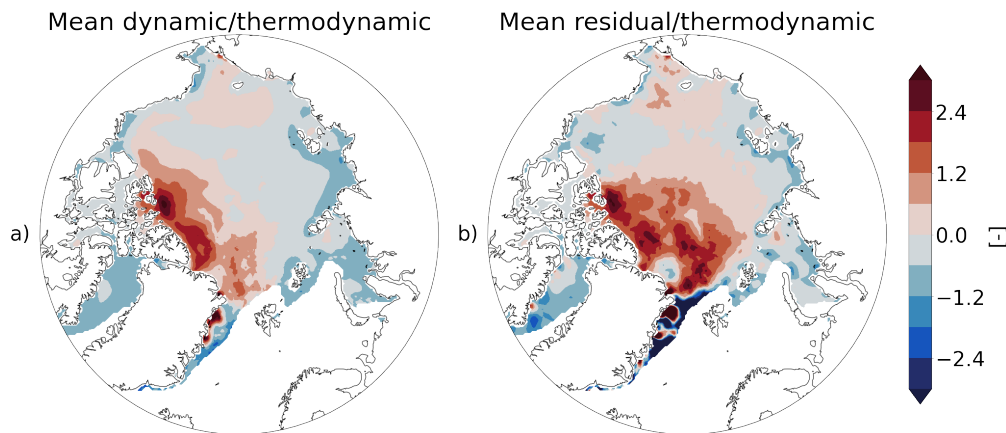 Mean dynamic/thermodynamic
Mean residual/thermodynamic
a)
b)
2.4
1.2
0.0
−1.2
−2.4
[-]